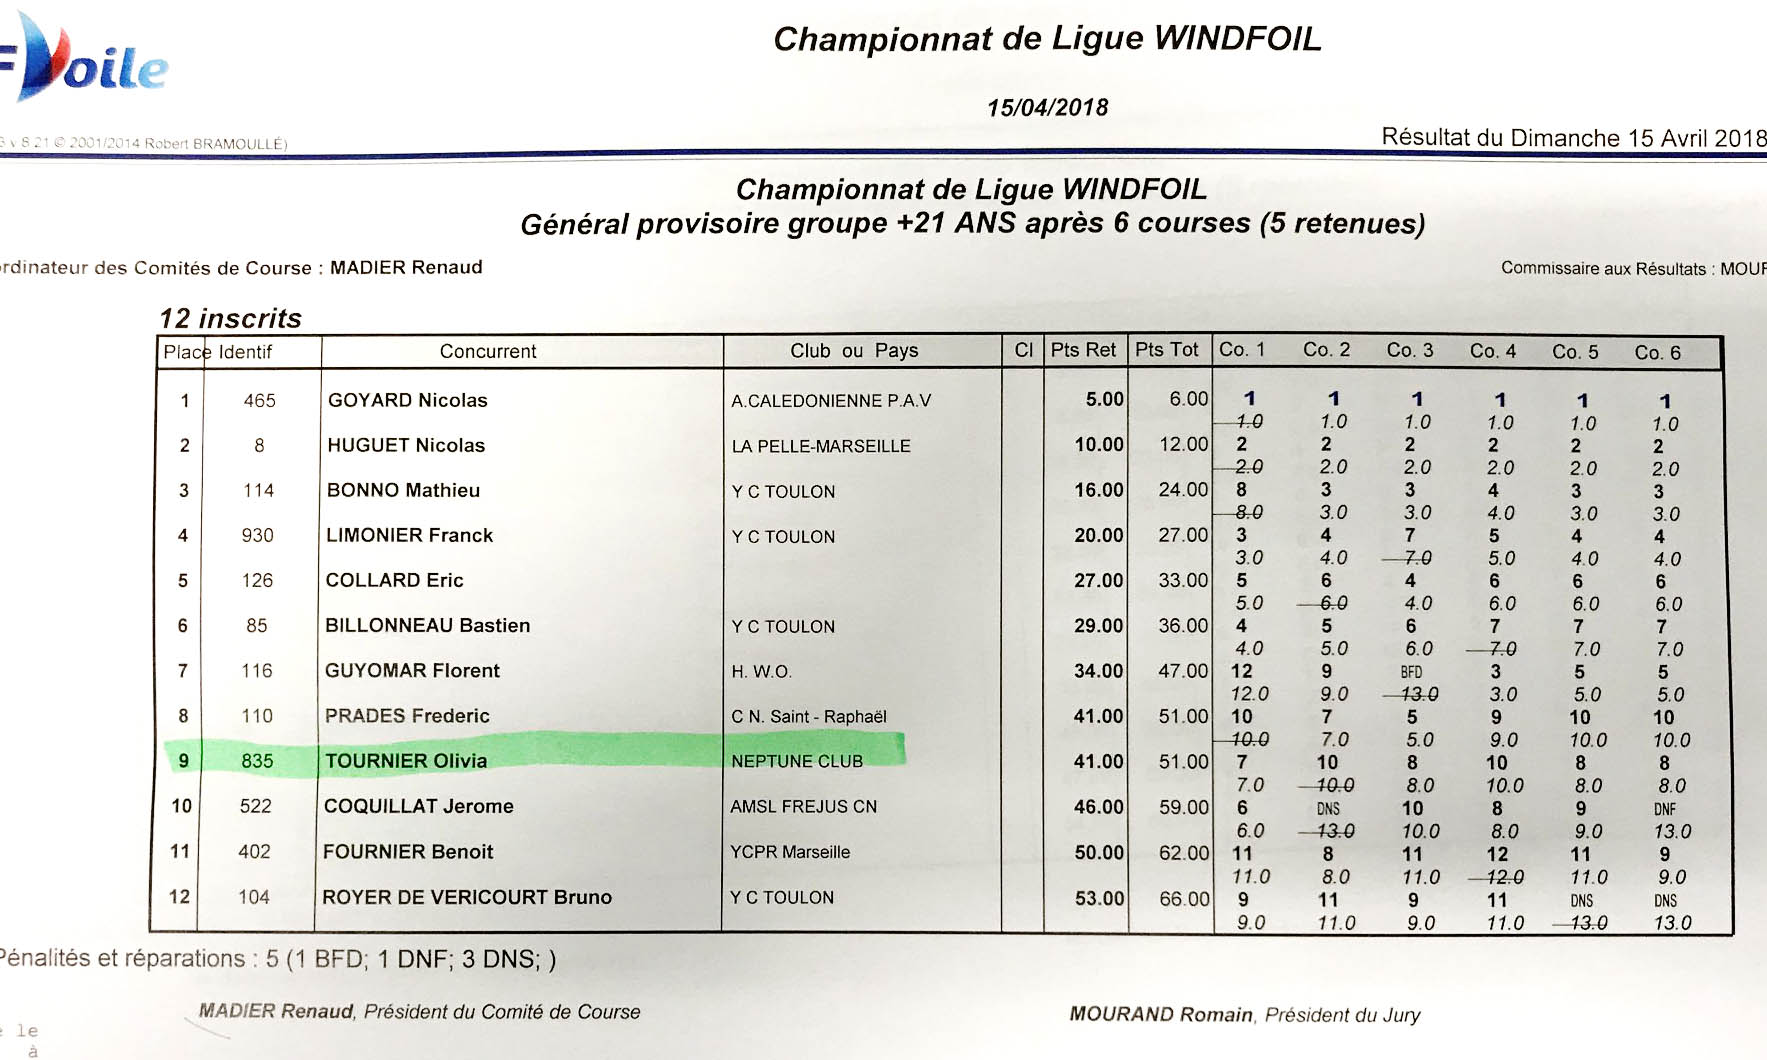 FVoile
Championnat de Ligue WINDFOIL
15/04/2018
v 8.21 © 2001/2014 Robert BRAMOULLÉ)
Résultat du Dimanche 15 Avril 2018
Championnat de Ligue WINDFOIL
Général provisoire groupe +21 ANS après 6 courses (5 retenues)
ordinateur des Comités de Course : MADIER Renaud
Commissaire aux Résultats : MOUR
12 inscrits
Place Identif Concurrent Club ou Pays Cl Pts Ret Pts Tot Co. 1 Co. 2 Co. 3 Co. 4 Co. 5 Co. 6
1 465 GOYARD Nicolas A.CALEDONIENNE P.A.V 5.00 6.00 1 1 1 1 1 1
1.0 1.0 1.0 1.0 1.0 1.0
2 8 HUGUET Nicolas LA PELLE-MARSEILLE 10.00 12.00 2 2 2 2 2 2
2.0 2.0 2.0 2.0 2.0 2.0
3 114 BONNO Mathieu Y C TOULON 16.00 24.00 8 3 3 4 3 3
8.0 3.0 3.0 4.0 3.0 3.0
4 930 LIMONIER Franck Y C TOULON 20.00 27.00 3 4 7 5 4 4
3.0 4.0 7.0 5.0 4.0 4.0
5 126 COLLARD Eric 27.00 33.00 5 6 4 6 6 6
5.0 6.0 4.0 6.0 6.0 6.0
6 85 BILLONNEAU Bastien Y C TOULON 29.00 36.00 4 5 6 7 7 7
4.0 5.0 6.0 7.0 7.0 7.0
7 116 GUYOMAR Florent H. W.O. 34.00 47.00 12 9 BFD 3 5 5
12.0 9.0 13.0 3.0 5.0 5.0
8 110 PRADES Frederic C N. Saint - Raphaël 41.00 51.00 10 7 5 9 10 10
10.0 7.0 5.0 9.0 10.0 10.0
9 835 TOURNIER Olivia NEPTUNE CLUB 41.00 51.00 7 10 8 10 8 8
7.0 10.0 8.0 10.0 8.0 8.0
10 522 COQUILLAT Jerome AMSL FREJUS CN 46.00 59.00 6 DNS 10 8 9 DNF
6.0 13.0 10.0 8.0 9.0 13.0
11 402 FOURNIER Benoit YCPR Marseille 50.00 62.00 11 8 11 12 11 9
11.0 8.0 11.0 12.0 11.0 9.0
12 104 ROYER DE VERICOURT Bruno Y C TOULON 53.00 66.00 9 11 9 11 DNS DNS
9.0 11.0 9.0 11.0 13.0 13.0
Pénalités et réparations : 5 (1 BFD; 1 DNF; 3 DNS; )
MADIER Renaud, Président du Comité de Course
MOURAND Romain, Président du Jury
le
à